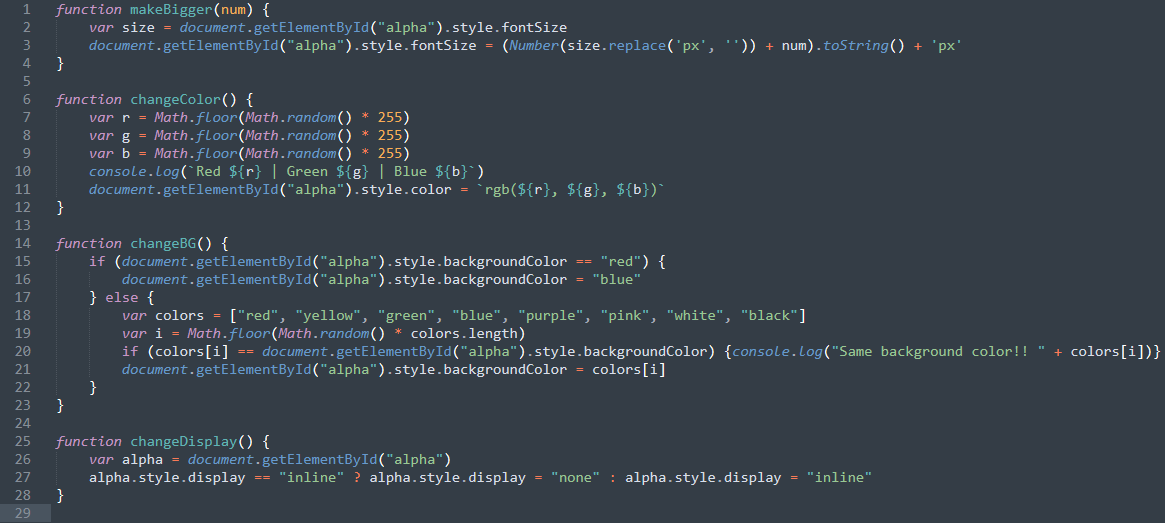 1 function makeBigger(num) {
2     var size = document.getElementById("alpha").style.fontSize
3     document.getElementById("alpha").style.fontSize = (Number(size.replace('px', '')) + num).toString() + 'px'
4 }
5
6 function changeColor() {
7     var r = Math.floor(Math.random() * 255)
8     var g = Math.floor(Math.random() * 255)
9     var b = Math.floor(Math.random() * 255)
10     console.log(`Red ${r} | Green ${g} | Blue ${b}`)
11     document.getElementById("alpha").style.color = `rgb(${r}, ${g}, ${b})`
12 }
13
14 function changeBG() {
15     if (document.getElementById("alpha").style.backgroundColor == "red") {
16         document.getElementById("alpha").style.backgroundColor = "blue"
17     } else {
18         var colors = ["red", "yellow", "green", "blue", "purple", "pink", "white", "black"]
19         var i = Math.floor(Math.random() * colors.length)
20         if (colors[i] == document.getElementById("alpha").style.backgroundColor) {console.log("Same background color!! " + colors[i])}
21         document.getElementById("alpha").style.backgroundColor = colors[i]
22     }
23 }
24
25 function changeDisplay() {
26     var alpha = document.getElementById("alpha")
27     alpha.style.display == "inline" ? alpha.style.display = "none" : alpha.style.display = "inline"
28 }
29